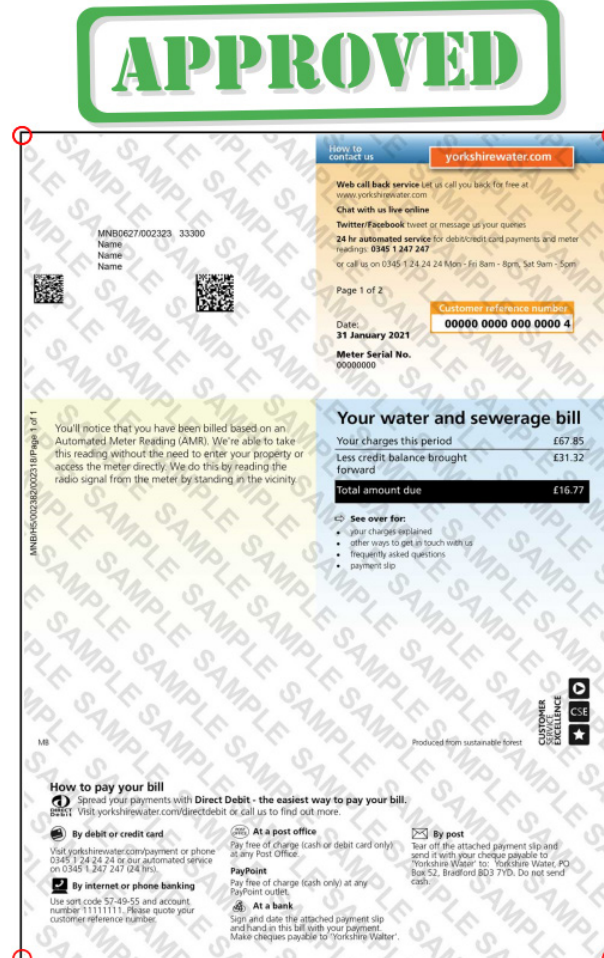 APPROVED
How to
contact us
yorkshirewater.com
Web call back service Let us call you back for free at
www.yorkshirewater.com
Chat with us live online
Twitter/Facebook tweet or message us your queries
24 hr automated service for debit/credit card payments and meter
readings: 0345 1 247 247
or call us on 0345 1 24 24 24 Mon - Fri 8am - 8pm, Sat 9am - 5pm
MNB0627/002323 33300
Name
Name
Name
Page 1 of 2
Customer reference number
00000 0000 000 0000 4
Date:
31 January 2021
Meter Serial No.
00000000
MNB/H5/002382/002318/Page 1 of 1
You'll notice that you have been billed based on an
Automated Meter Reading (AMR). We're able to take
this reading without the need to enter your property or
access the meter directly. We do this by reading the
radio signal from the meter by standing in the vicinity.
Your water and sewerage bill
Your charges this period £67.85
Less credit balance brought £31.32
forward
Total amount due £16.77
See over for:
• your charges explained
• other ways to get in touch with us
• frequently asked questions
• payment slip
CUSTOMER
SERVICE
EXCELLENCE
CSE
MB
Produced from sustainable forest
How to pay your bill
DIRECT
Debit
Spread your payments with Direct Debit - the easiest way to pay your bill.
Visit yorkshirewater.com/directdebit or call us to find out more.
By debit or credit card
Visit yorkshirewater.com/payment or phone
0345 1 24 24 24 or our automated service
on 0345 1 247 247 (24 hrs).
By internet or phone banking
Use sort code 57-49-55 and account
number 11111111. Please quote your
customer reference number.
At a post office
Pay free of charge (cash or debit card only)
at any Post Office.
PayPoint
Pay free of charge (cash only) at any
PayPoint outlet.
At a bank
Sign and date the attached payment slip
and hand in this bill with your payment.
Make cheques payable to 'Yorkshire Walter'.
By post
Tear off the attached payment slip and
send it with your cheque payable to
'Yorkshire Water' to: Yorkshire Water, PO
Box 52, Bradford BD3 7YD. Do not send
cash.
SAMPLE SAMPLE SAMPLE SAMPLE